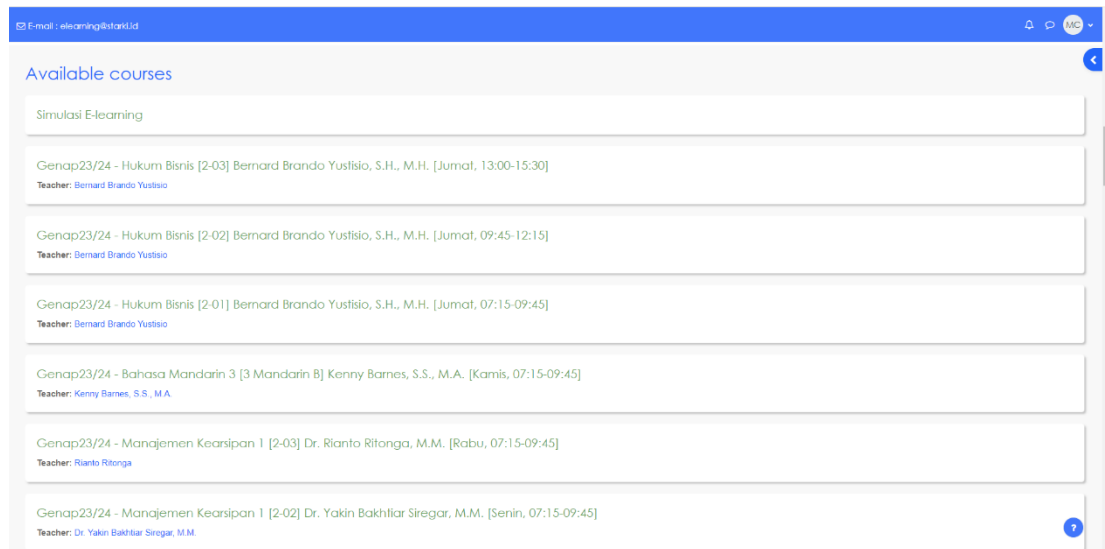 E-mail : elearning@starki.id
MC
Available courses
Simulasi E-learning
Genap23/24 - Hukum Bisnis [2-03] Bernard Brando Yustisio, S.H., M.H. [Jumat, 13:00-15:30]
Teacher: Bernard Brando Yustisio
Genap23/24 - Hukum Bisnis [2-02] Bernard Brando Yustisio, S.H., M.H. [Jumat, 09:45-12:15]
Teacher: Bernard Brando Yustisio
Genap23/24 - Hukum Bisnis [2-01] Bernard Brando Yustisio, S.H., M.H. [Jumat, 07:15-09:45]
Teacher: Bernard Brando Yustisio
Genap23/24 - Bahasa Mandarin 3 [3 Mandarin B] Kenny Barnes, S.S., M.A. [Kamis, 07:15-09:45]
Teacher: Kenny Barnes, S.S., M.A.
Genap23/24 - Manajemen Kearsipan 1 [2-03] Dr. Rianto Ritonga, M.M. [Rabu, 07:15-09:45]
Teacher: Rianto Ritonga
Genap23/24 - Manajemen Kearsipan 1 [2-02] Dr. Yakin Bakhtiar Siregar, M.M. [Senin, 07:15-09:45]
Teacher: Dr. Yakin Bakhtiar Siregar, M.M.
?